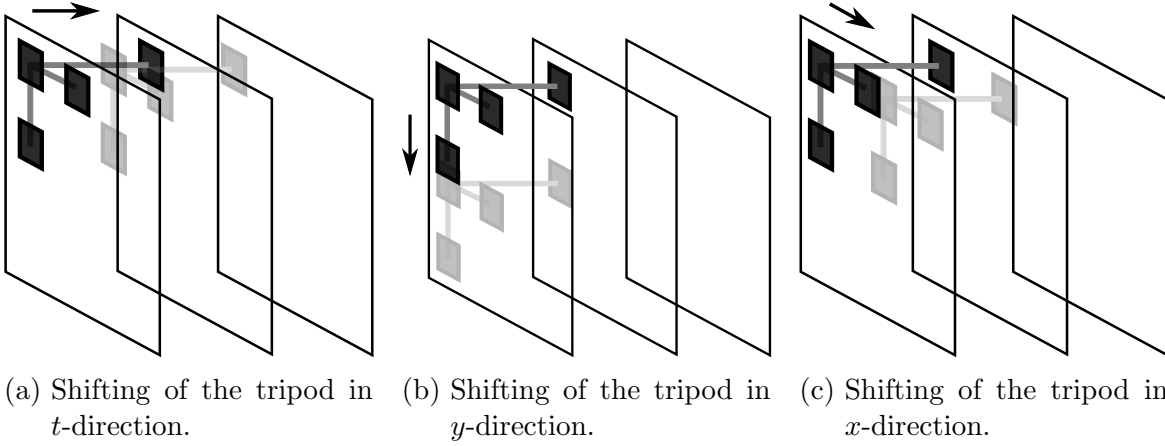 (a) Shifting of the tripod in
t-direction.
(b) Shifting of the tripod in
y-direction.
(c) Shifting of the tripod in
x-direction.